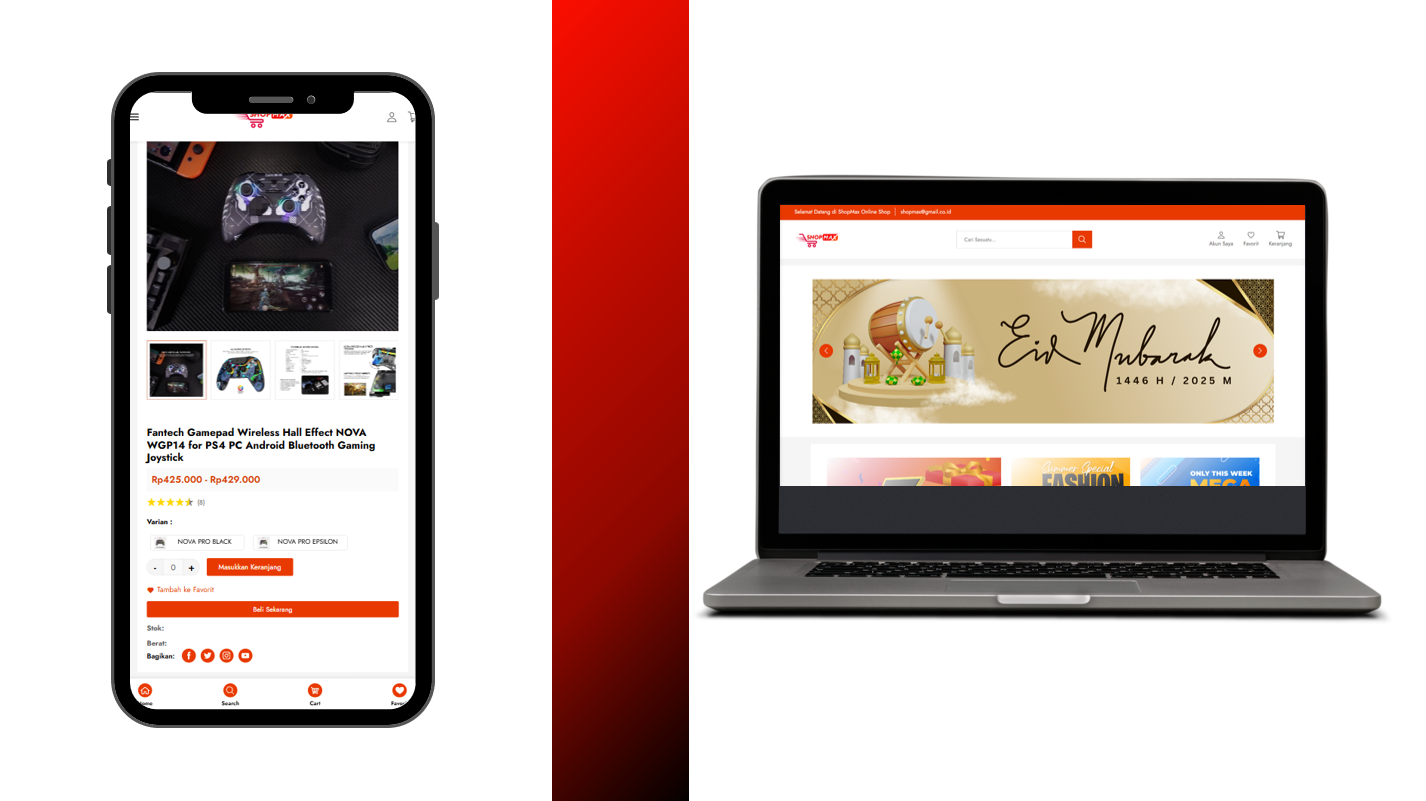 SHOPMAX
Fantech Gamepad Wireless Hall Effect NOVA
WGP14 for PS4 PC Android Bluetooth Gaming
Joystick
Rp425.000 - Rp429.000
(8)
Varian :
NOVA PRO BLACK
NOVA PRO EPSILON
- 0 +
Masukkan Keranjang
Tambah ke Favorit
Beli Sekarang
Stok:
Berat:
Bagikan:
Search
Cart
Selamat Datang di ShopMax Online Shop | shopmax@gmail.co.id
SHOPMAX
Cari Sesuatu...
Akun Saya
Favorit
Keranjang
Eid Mubarak
1446 H / 2025 M
Summer Special
FASHION
ONLY THIS WEEK
MEGA